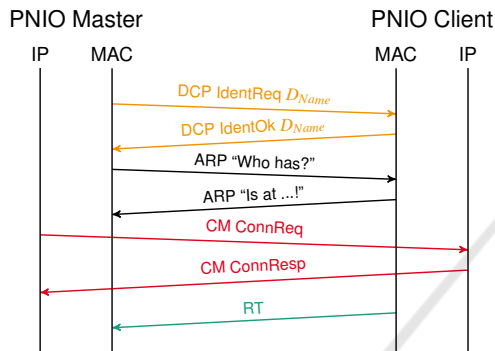 PNIO Master PNIO Client
IP MAC MAC IP
DCP IdentReq D_Name
DCP IdentOk D_Name
ARP “Who has?”
ARP “Is at ...!”
CM ConnReq
CM ConnResp
RT